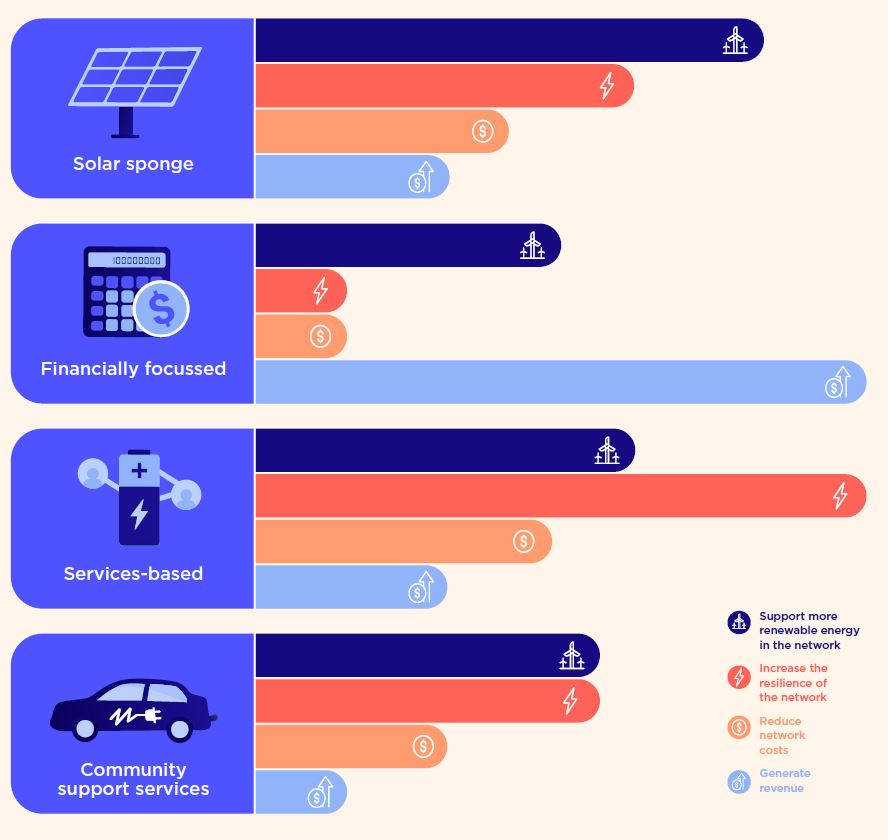 Solar sponge
Financially focussed
Services-based
Community
support services
Support more
renewable energy
in the network
Increase the
resilience of
the network
Reduce
network
costs
Generate
revenue